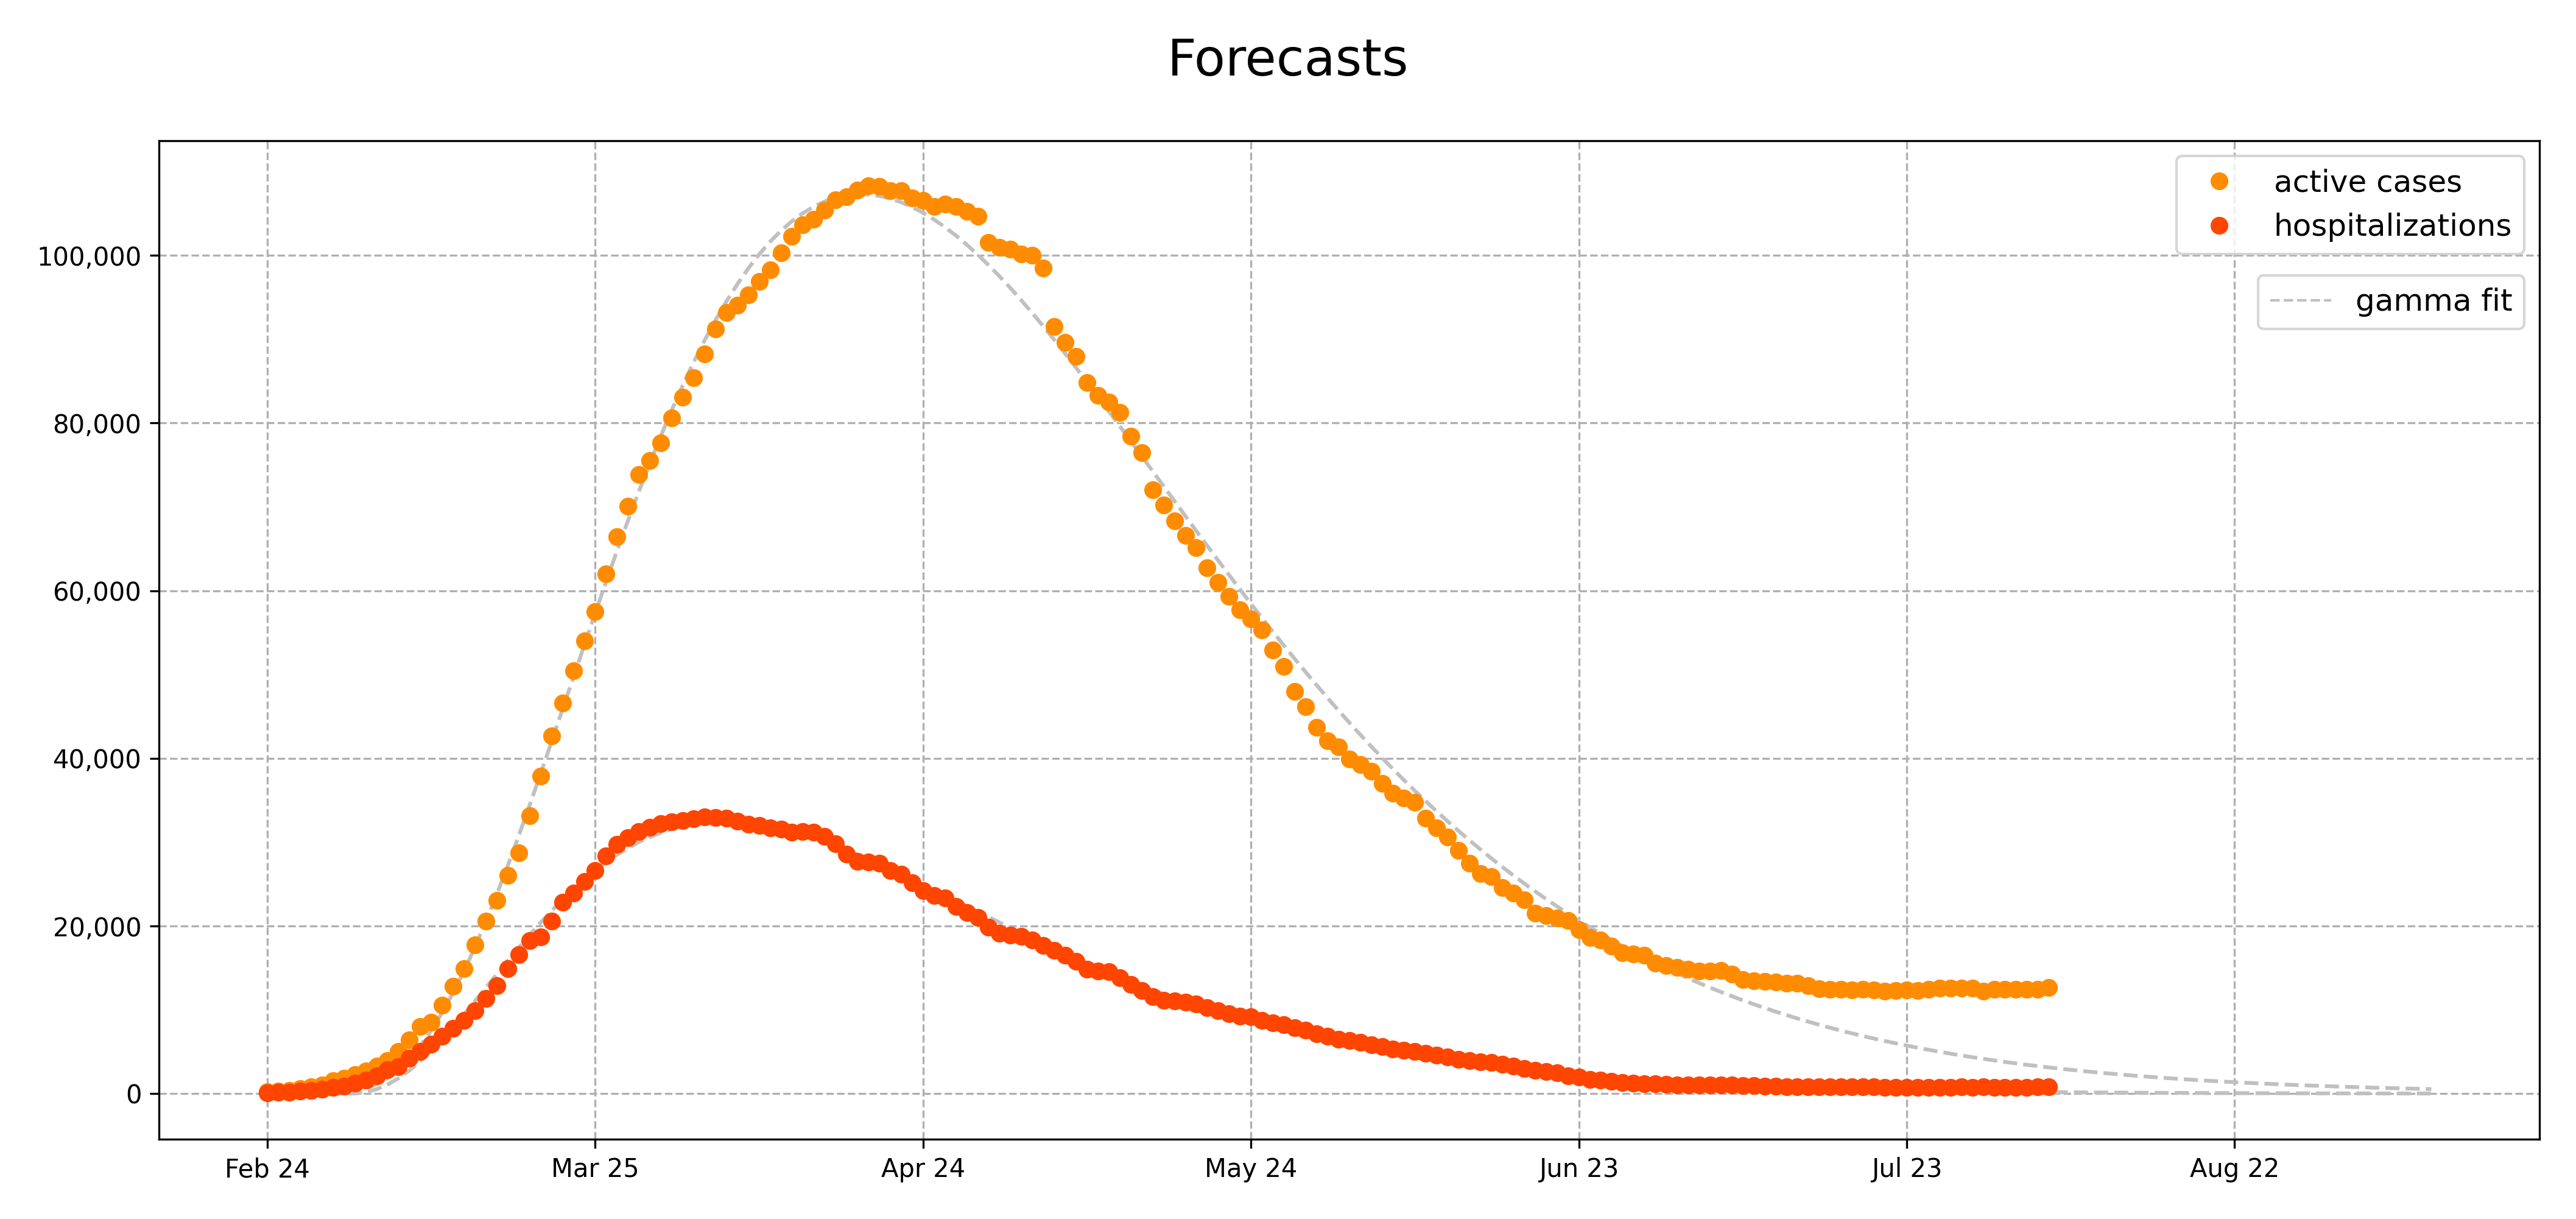 Forecasts
active cases
hospitalizations
gamma fit
100,000
80,000
60,000
40,000
20,000
0
Feb 24 Mar 25 Apr 24 May 24 Jun 23 Jul 23 Aug 22